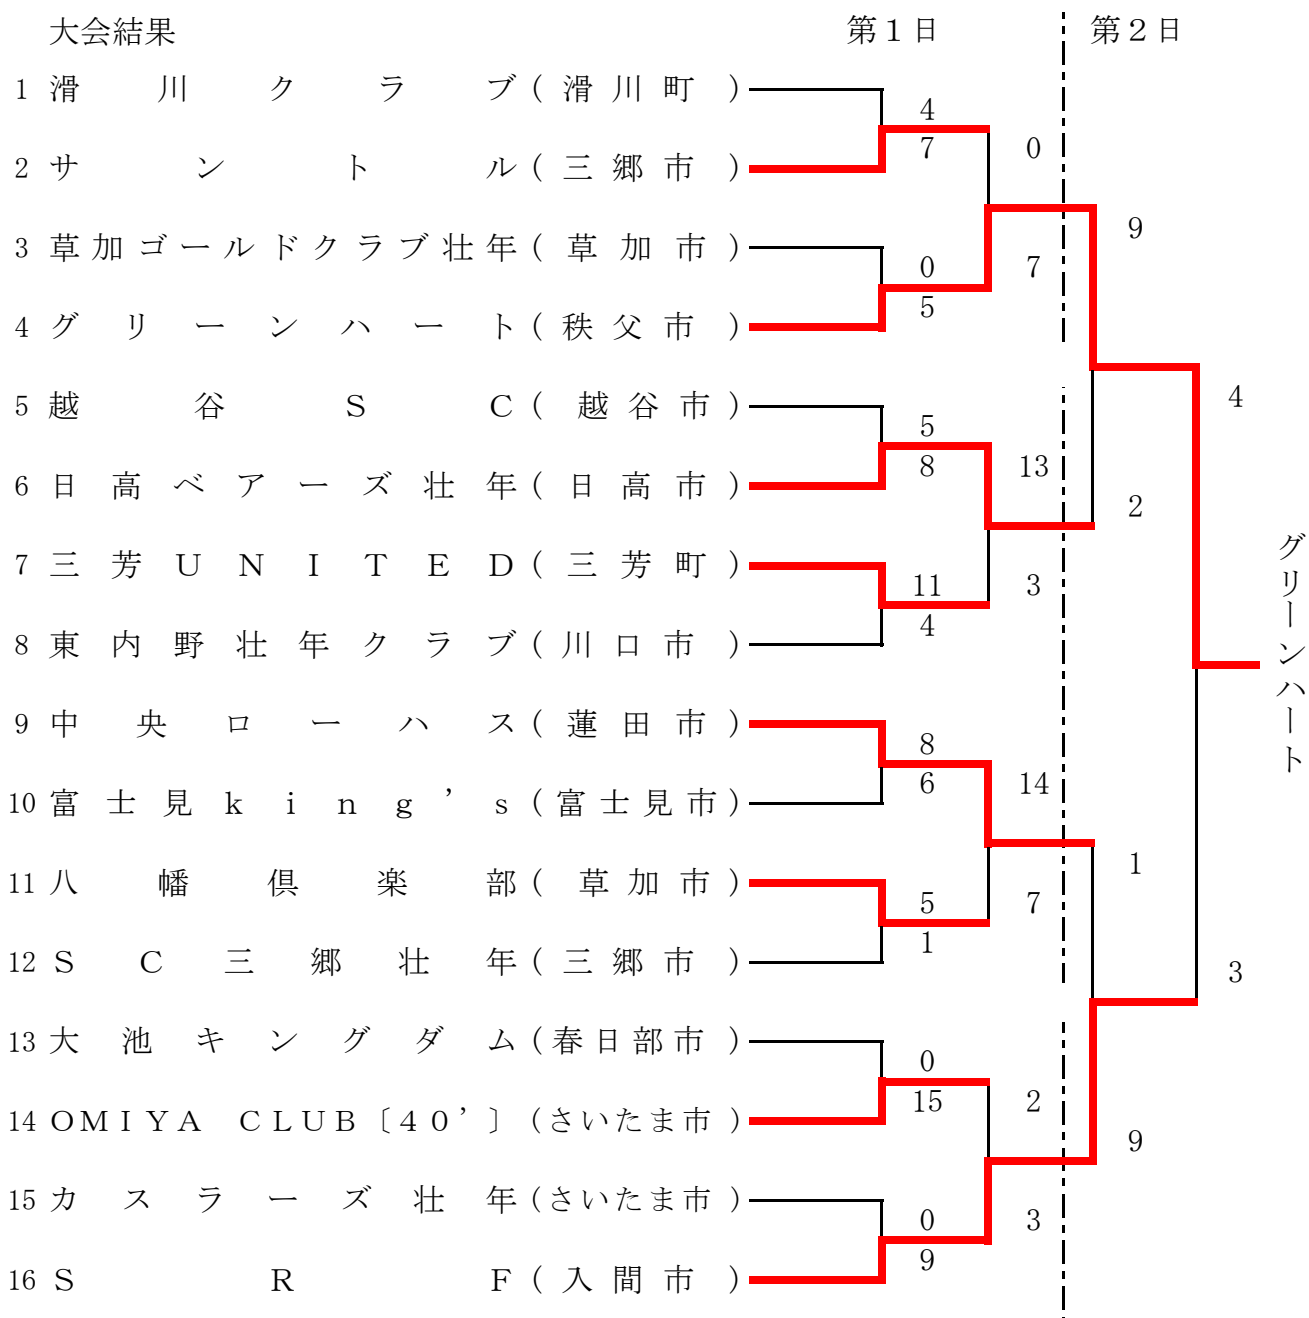 大会結果 第１日 第２日
1 滑川クラブ(滑川町)
4
2 サントル(三郷市)
7 0
3 草加ゴールドクラブ壮年(草加市)
9
0 7
4 グリーンハート(秩父市)
5
5 越谷ＳＣ(越谷市)
4
5
6 日高ベアーズ壮年(日高市)
8 13
2
7 三芳ＵＮＩＴＥＤ(三芳町)
11 3
8 東内野壮年クラブ(川口市)
4
グリーンハート
9 中央ローハス(蓮田市)
8
10 富士見ｋｉｎｇ’ｓ(富士見市)
6 14
1
11 八幡倶楽部(草加市)
5 7
12 ＳＣ三郷壮年(三郷市)
1
3
13 大池キングダム(春日部市)
0
14 ＯＭＩＹＡ　ＣＬＵＢ〔４０’〕(さいたま市)
15 2
9
15 カスラーズ壮年(さいたま市)
0 3
16 ＳＲＦ(入間市)
9